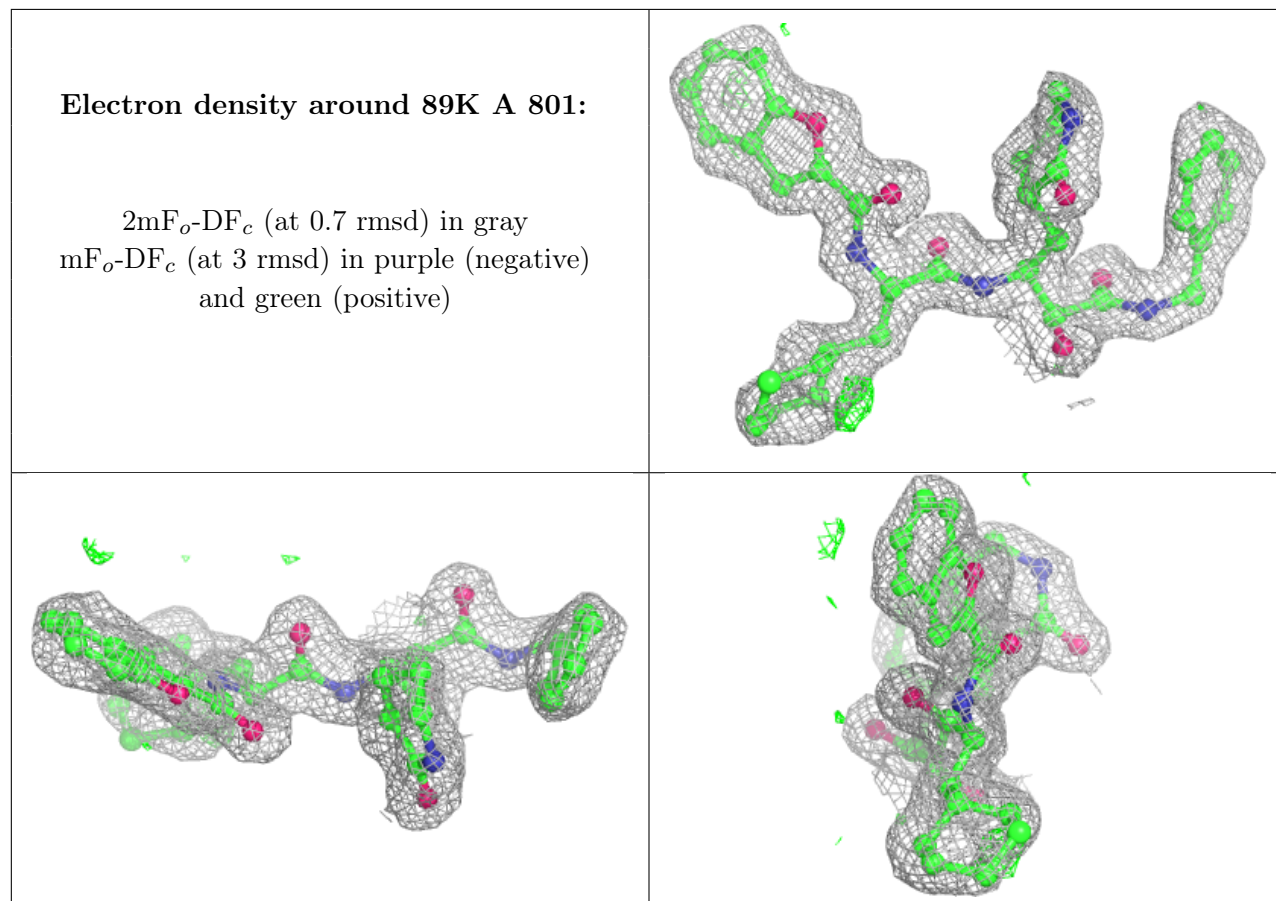 Electron density around 89K A 801:
2mFo-DFc (at 0.7 rmsd) in gray
mFo-DFc (at 3 rmsd) in purple (negative)
and green (positive)